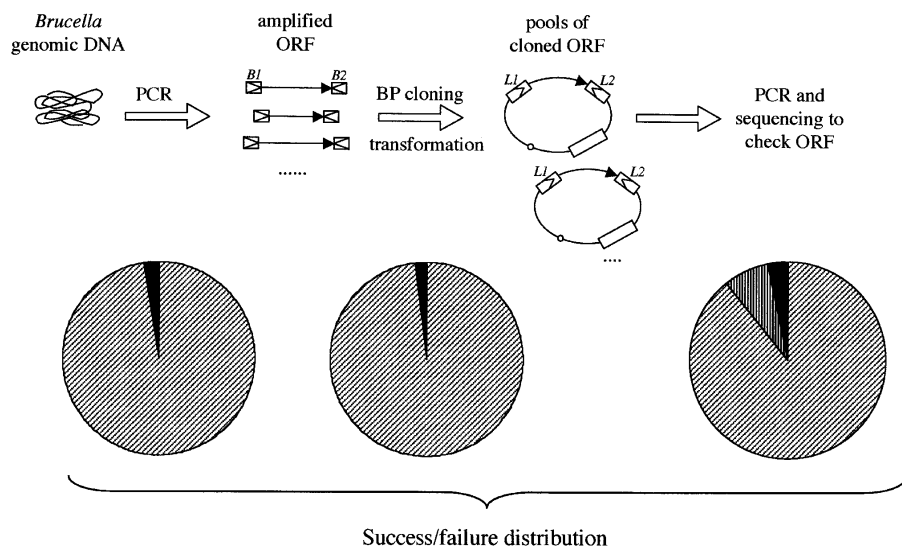 Brucella
genomic DNA
PCR
amplified
ORF
B1 B2
......
BP cloning
transformation
pools of
cloned ORF
L1 L2
L1 L2
....
PCR and
sequencing to
check ORF
Success/failure distribution